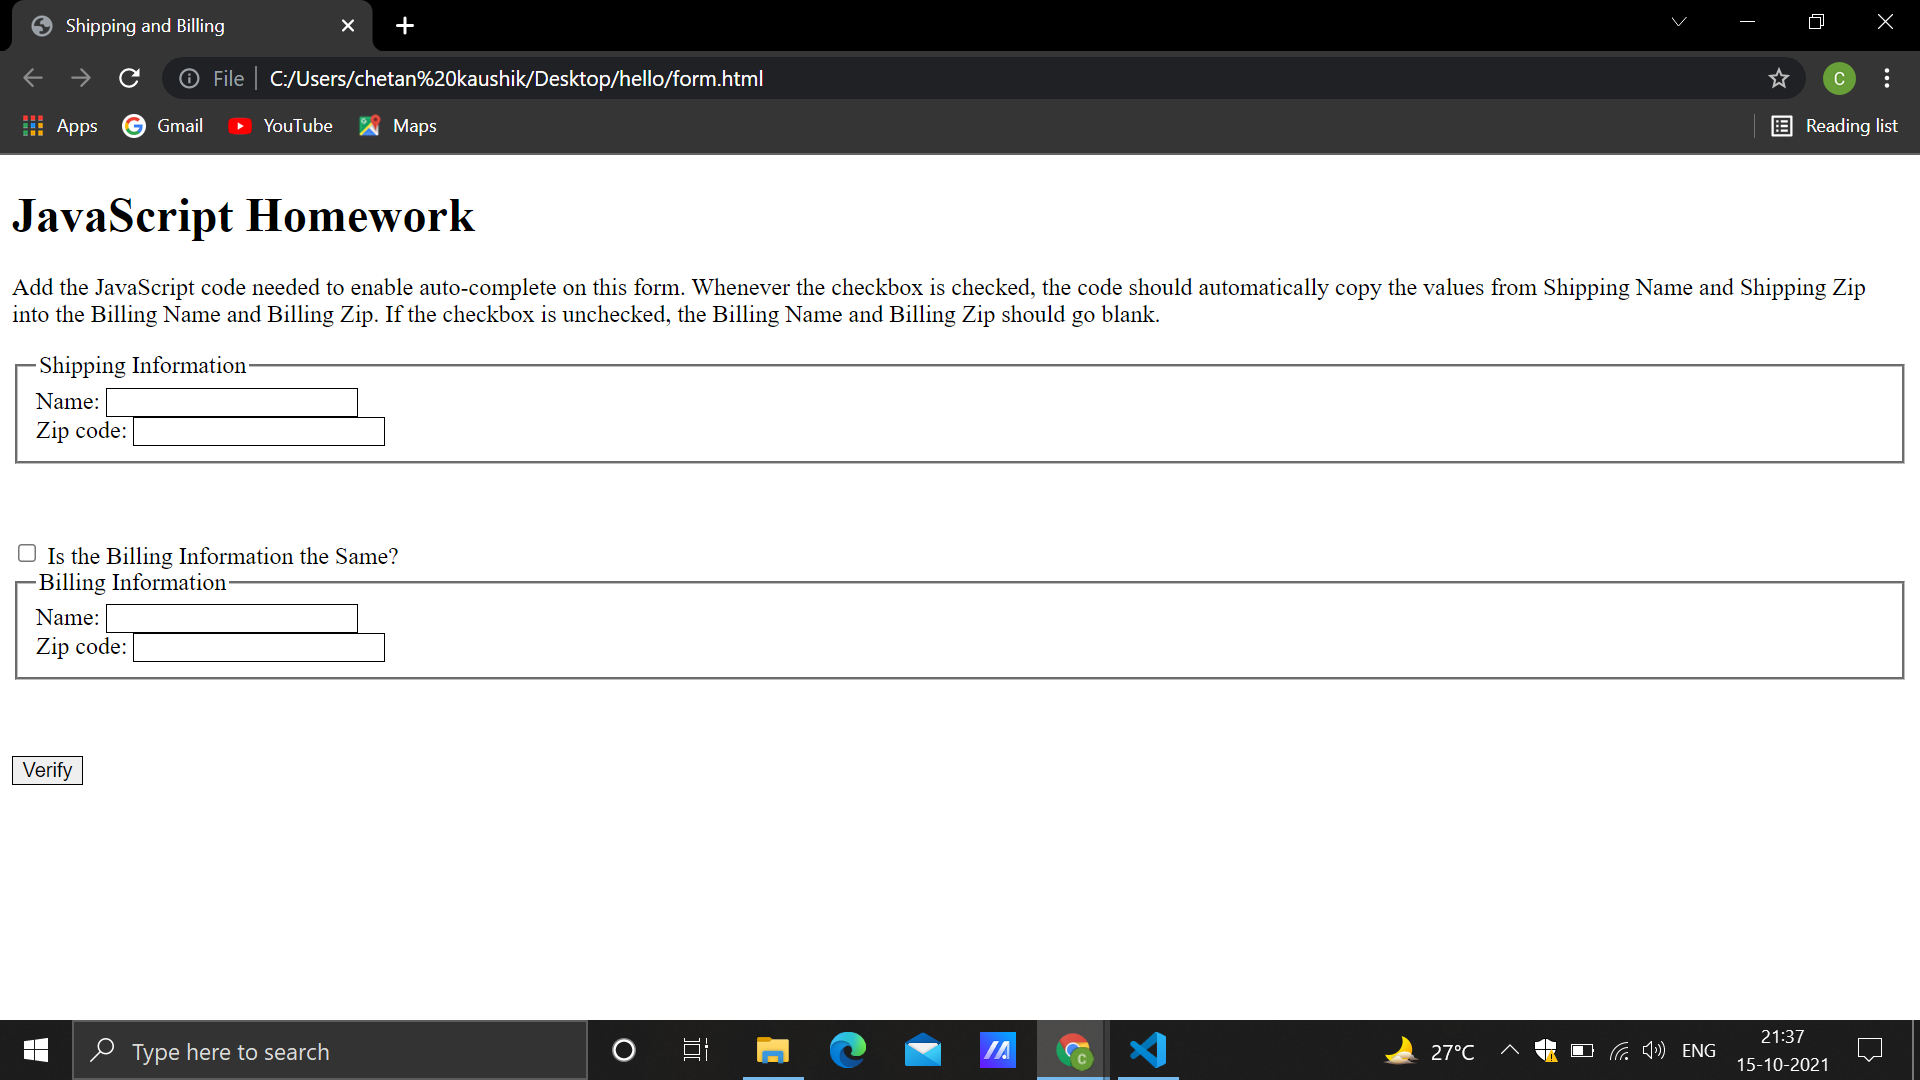 Shipping and Billing
File C:/Users/chetan%20kaushik/Desktop/hello/form.html
C
Apps Gmail YouTube Maps Reading list
JavaScript Homework
Add the JavaScript code needed to enable auto-complete on this form. Whenever the checkbox is checked, the code should automatically copy the values from Shipping Name and Shipping Zip
into the Billing Name and Billing Zip. If the checkbox is unchecked, the Billing Name and Billing Zip should go blank.
Shipping Information
Name:
Zip code:
Is the Billing Information the Same?
Billing Information
Name:
Zip code:
Verify
Type here to search
C
27°C
ENG
21:37
15-10-2021